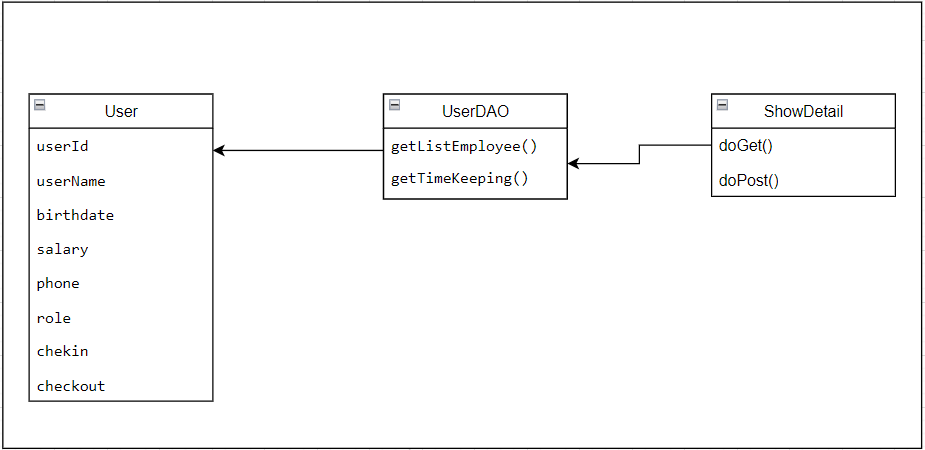 User
userId
userName
birthdate
salary
phone
role
chekin
checkout
UserDAO
getListEmployee()
getTimeKeeping()
ShowDetail
doGet()
doPost()